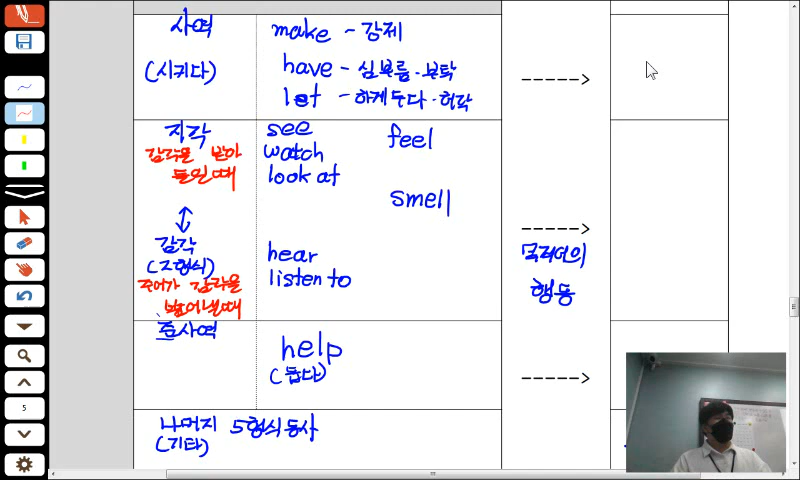 사역
make - 강제
(시키다)
have - 심부름·부탁
let - 하게 두다·허락
----->
지각
감각을 받아
들일때
see
watch
look at
feel
smell
감각
(2형식)
주어가 감각을
뿜어낼때
hear
listen to
----->
목적어의
행동
준사역
help
(돕다)
----->
나머지 5형식동사
(기타)
5